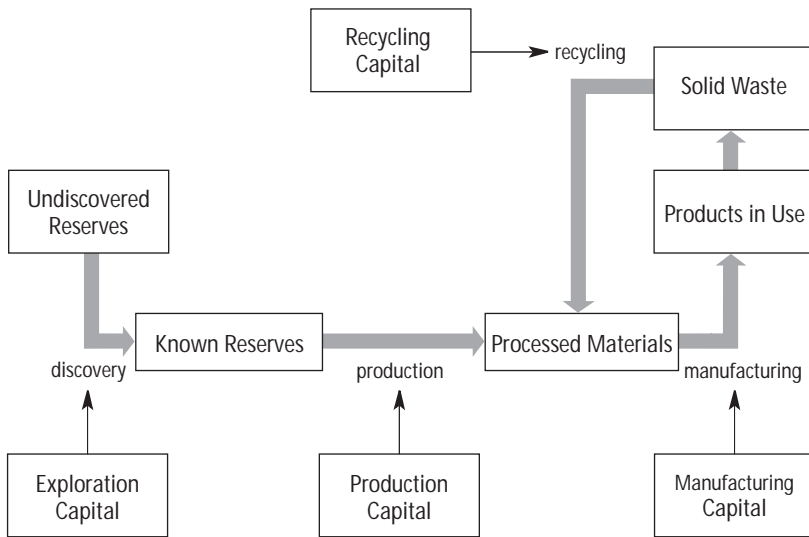 Recycling
Capital
recycling
Solid Waste
Undiscovered
Reserves
Products in Use
Known Reserves
Processed Materials
discovery
production
manufacturing
Exploration
Capital
Production
Capital
Manufacturing
Capital